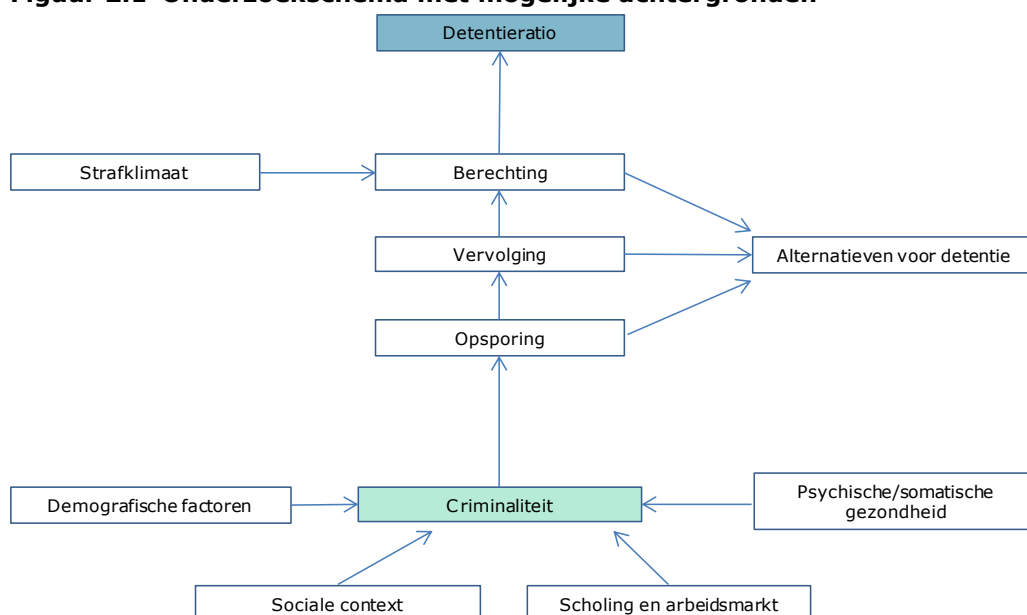 Detentieratio
Strafklimaat
Berechting
Vervolging
Alternatieven voor detentie
Opsporing
Demografische factoren
Criminaliteit
Psychische/somatische
gezondheid
Sociale context
Scholing en arbeidsmarkt